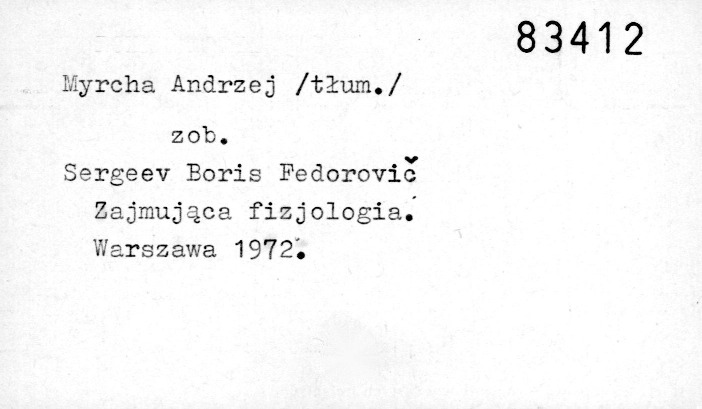 83412
Myrcha Andrzej /tłum./
zob.
Sergeev Boris Fedorovič
Zajmująca fizjologia.
Warszawa 1972.